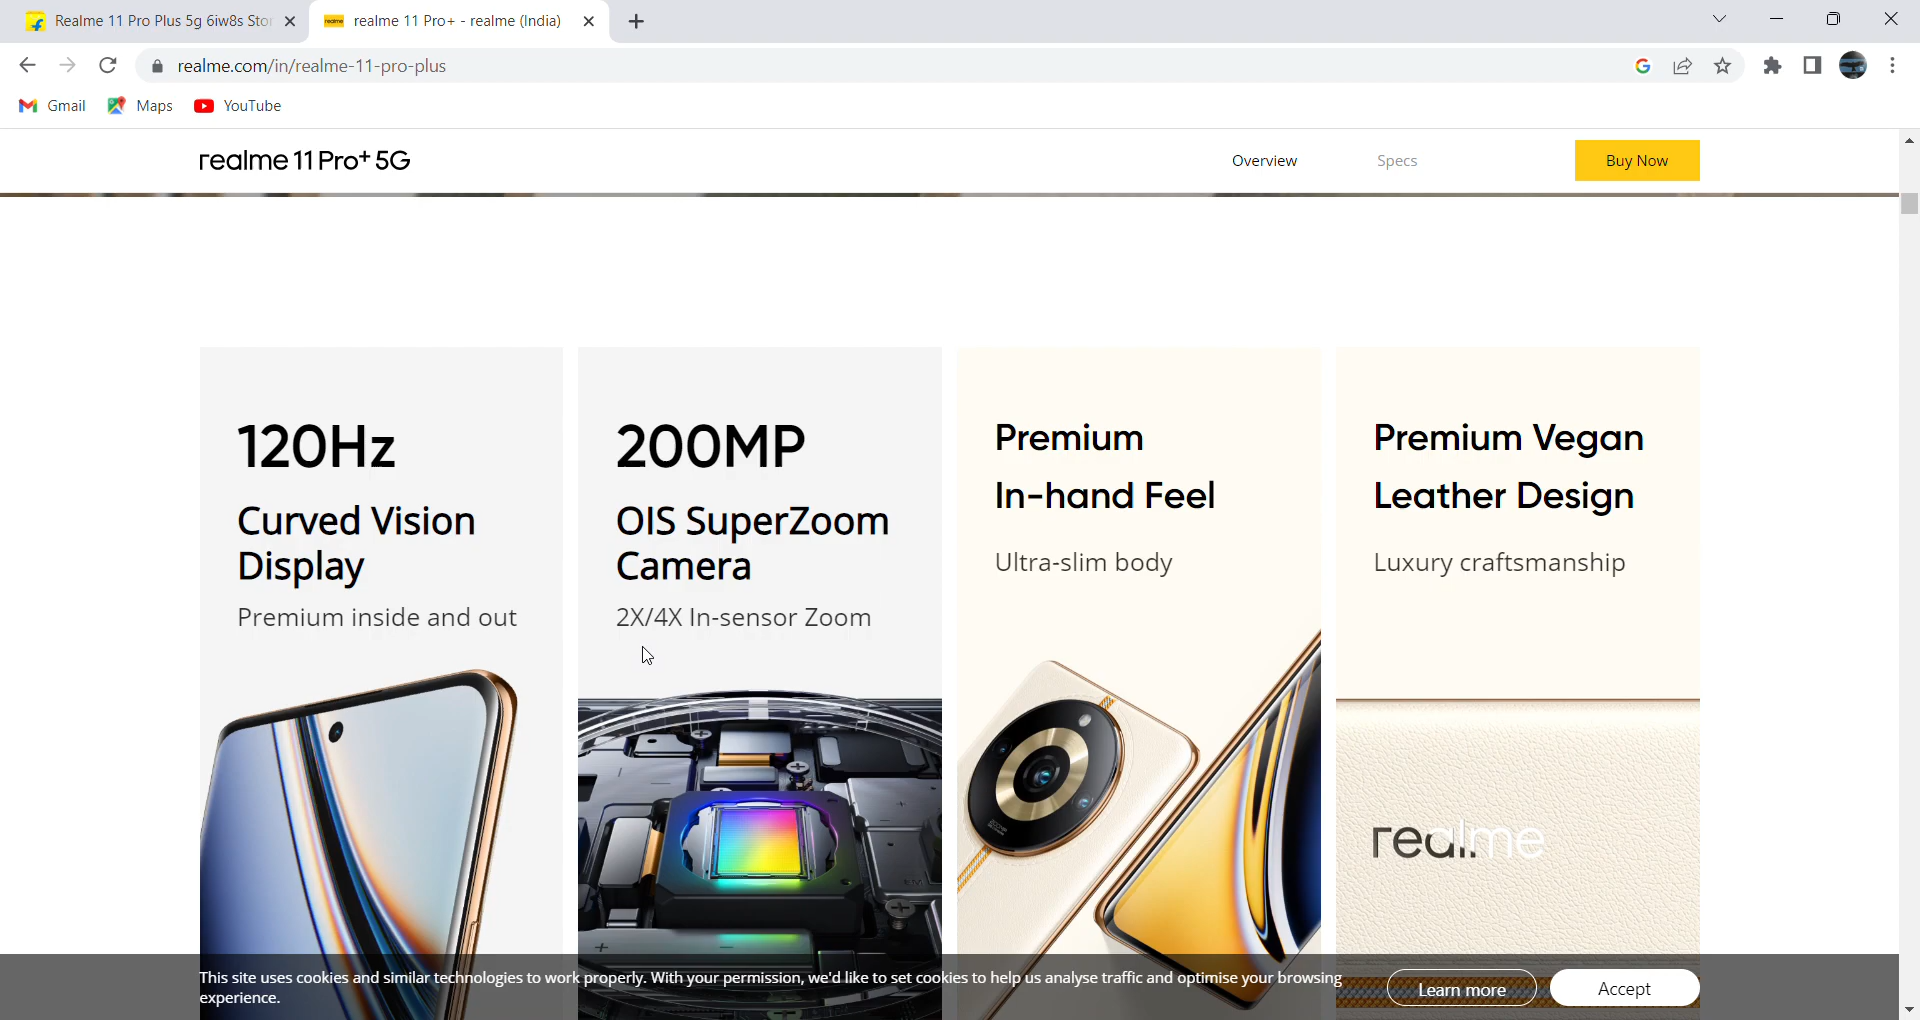 Realme 11 Pro Plus 5g 6iw8s Stor
realme 11 Pro+ - realme (India)
realme.com/in/realme-11-pro-plus
Gmail
Maps
YouTube
realme 11 Pro+ 5G
Overview
Specs
Buy Now
120Hz
Curved Vision
Display
Premium inside and out
200MP
OIS SuperZoom
Camera
2X/4X In-sensor Zoom
Premium
In-hand Feel
Ultra-slim body
Premium Vegan
Leather Design
Luxury craftsmanship
realme
This site uses cookies and similar technologies to work properly. With your permission, we'd like to set cookies to help us analyse traffic and optimise your browsing
experience.
Learn more
Accept